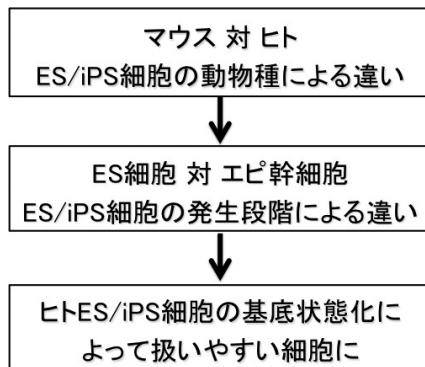 マウス 対 ヒト
ES/iPS細胞の動物種による違い
ES細胞 対 エピ幹細胞
ES/iPS細胞の発生段階による違い
ヒトES/iPS細胞の基底状態化に
よって扱いやすい細胞に